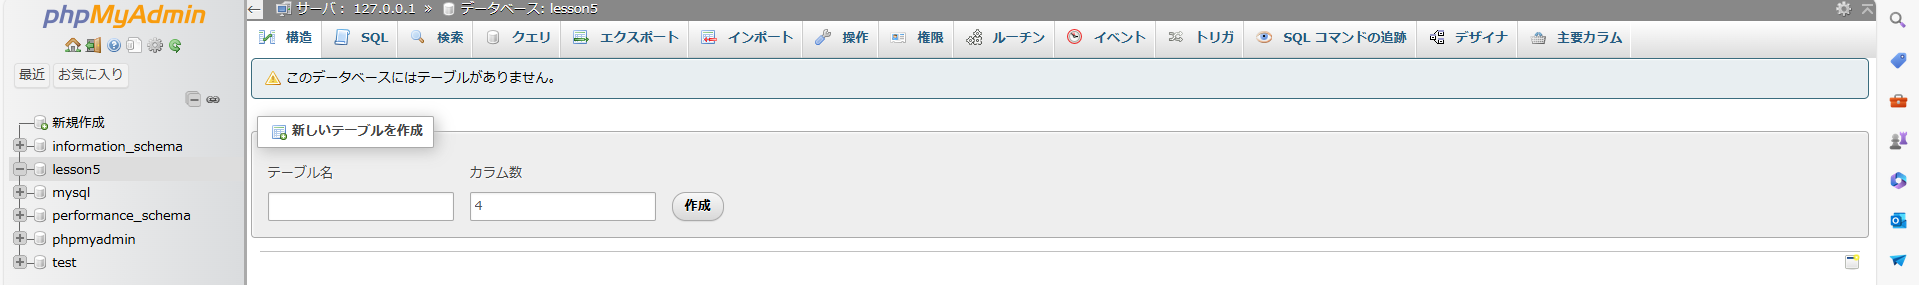 phpMyAdmin
最近 お気に入り
新規作成
information_schema
lesson5
mysql
performance_schema
phpmyadmin
test
サーバ： 127.0.0.1 » データベース: lesson5
構造 SQL 検索 クエリ エクスポート インポート 操作 権限 ルーチン イベント トリガ SQL コマンドの追跡 デザイナ 主要カラム
このデータベースにはテーブルがありません。
新しいテーブルを作成
テーブル名 カラム数
4 作成